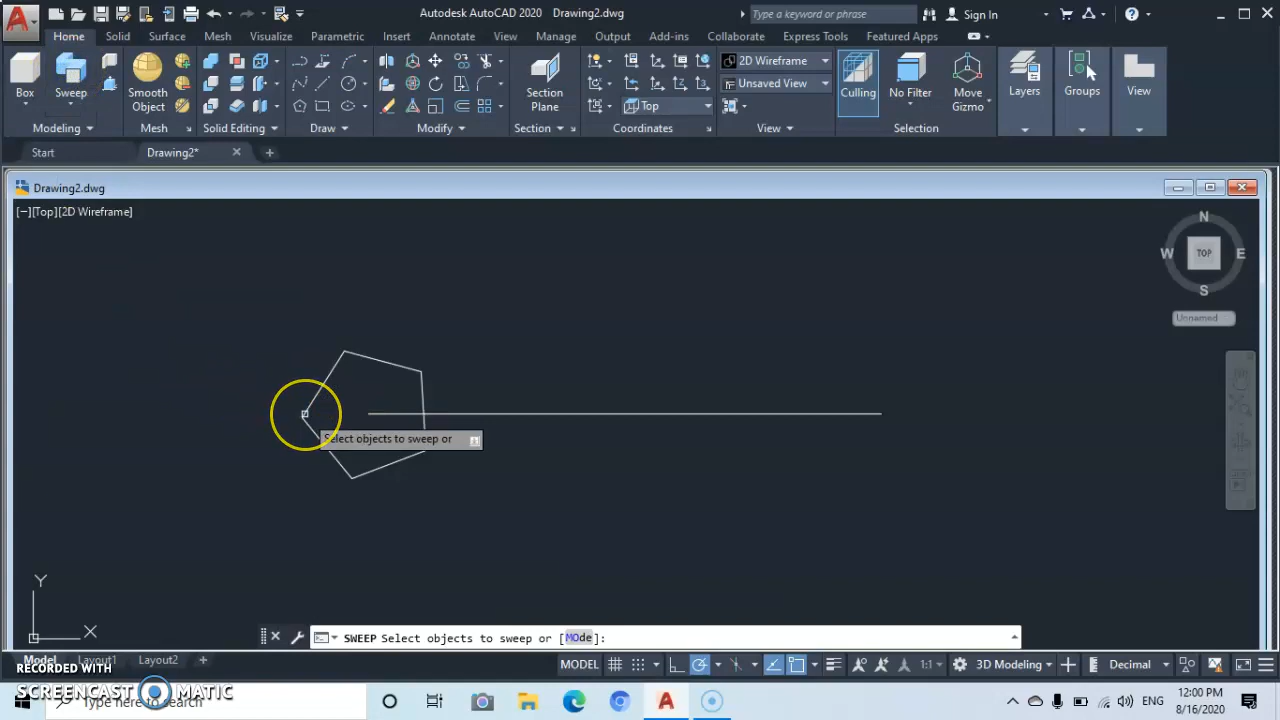 Autodesk AutoCAD 2020 Drawing2.dwg
Type a keyword or phrase
Sign In
Home Solid Surface Mesh Visualize Parametric Insert Annotate View Manage Output Add-ins Collaborate Express Tools Featured Apps
Box
Sweep
Smooth
Object
Section
Plane
2D Wireframe
Unsaved View
Top
Culling
No Filter
Move
Gizmo
Layers
Groups
View
Modeling
Mesh
Solid Editing
Draw
Modify
Section
Coordinates
View
Selection
Start
Drawing2*
Drawing2.dwg
[−][Top][2D Wireframe]
N
W
TOP
E
S
Unnamed
Select objects to sweep or
Y
X
SWEEP Select objects to sweep or [MOde]:
Model Layout1 Layout2
MODEL
1:1
3D Modeling
Decimal
RECORDED WITH
SCREENCAST MATIC
Type here to search
ENG
12:00 PM
8/16/2020